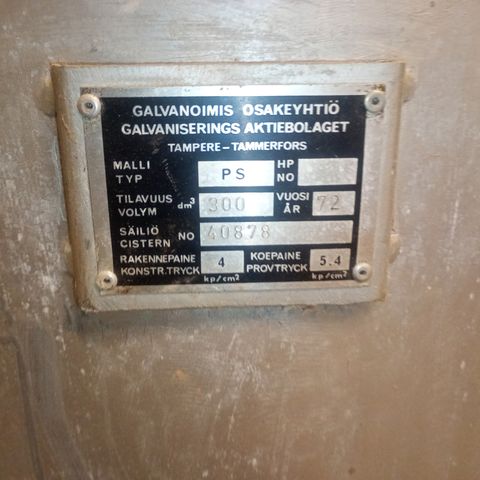 GALVANOIMIS OSAKEYHTIÖ
GALVANISERINGS AKTIEBOLAGET
TAMPERE – TAMMERFORS
MALLI TYP PS HP NO
TILAVUUS VOLYM dm³ 300 VUOSI ÅR 72
SÄILIÖ CISTERN NO 40878
RAKENNEPAINE KONSTR.TRYCK 4 kp/cm² KOEPAINE PROVTRYCK 5.4 kp/cm²